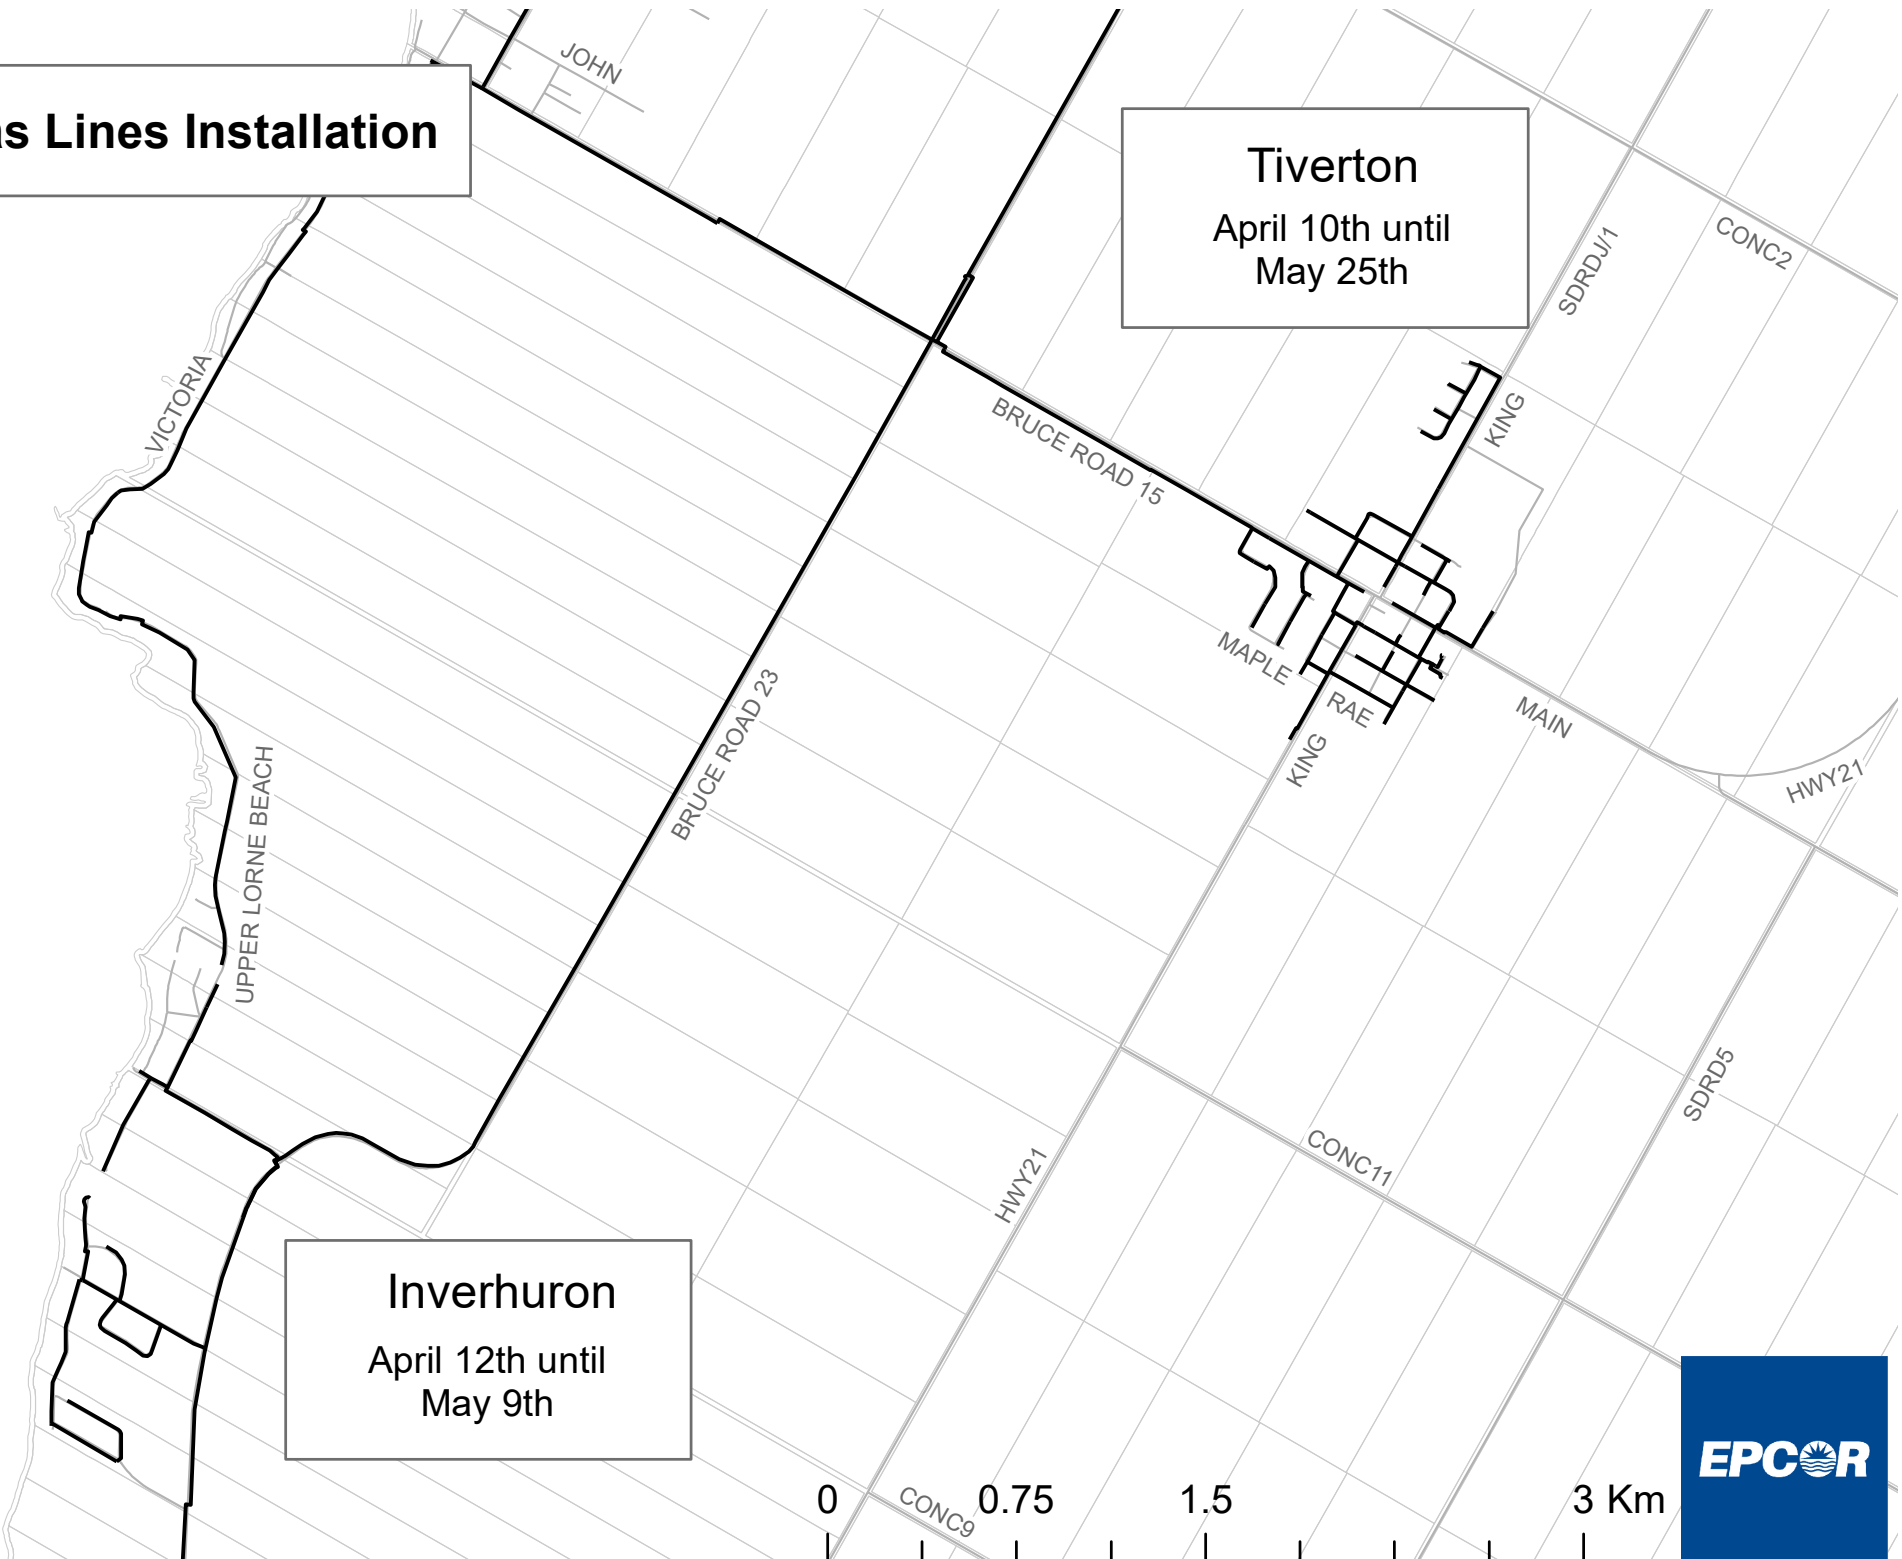 JOHN
as Lines Installation
Tiverton
April 10th until
May 25th
CONC2
SDRDJ/1
VICTORIA
KING
BRUCE ROAD 15
MAPLE
RAE
MAIN
KING
HWY21
BRUCE ROAD 23
UPPER LORNE BEACH
SDRD5
CONC11
HWY21
Inverhuron
April 12th until
May 9th
EPCOR
0 0.75 1.5 3 Km
CONC9